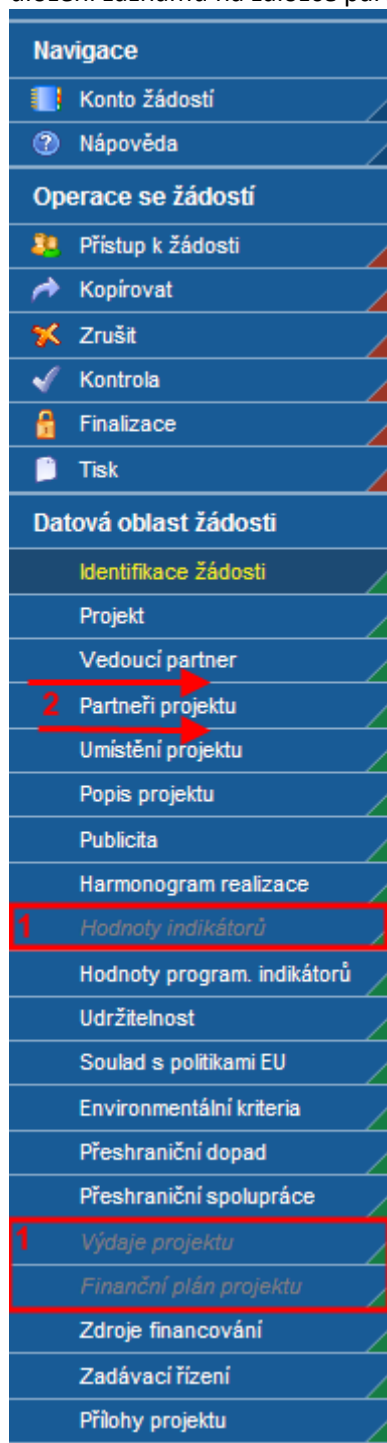 Navigace
Konto žádostí
Nápověda
Operace se žádostí
Přístup k žádosti
Kopírovat
Zrušit
Kontrola
Finalizace
Tisk
Datová oblast žádosti
Identifikace žádosti
Projekt
Vedoucí partner
2 Partneři projektu
Umístění projektu
Popis projektu
Publicita
Harmonogram realizace
1 Hodnoty indikátorů
Hodnoty program. indikátorů
Udržitelnost
Soulad s politikami EU
Environmentální kriteria
Přeshraniční dopad
Přeshraniční spolupráce
1 Výdaje projektu
Finanční plán projektu
Zdroje financování
Zadávací řízení
Přílohy projektu